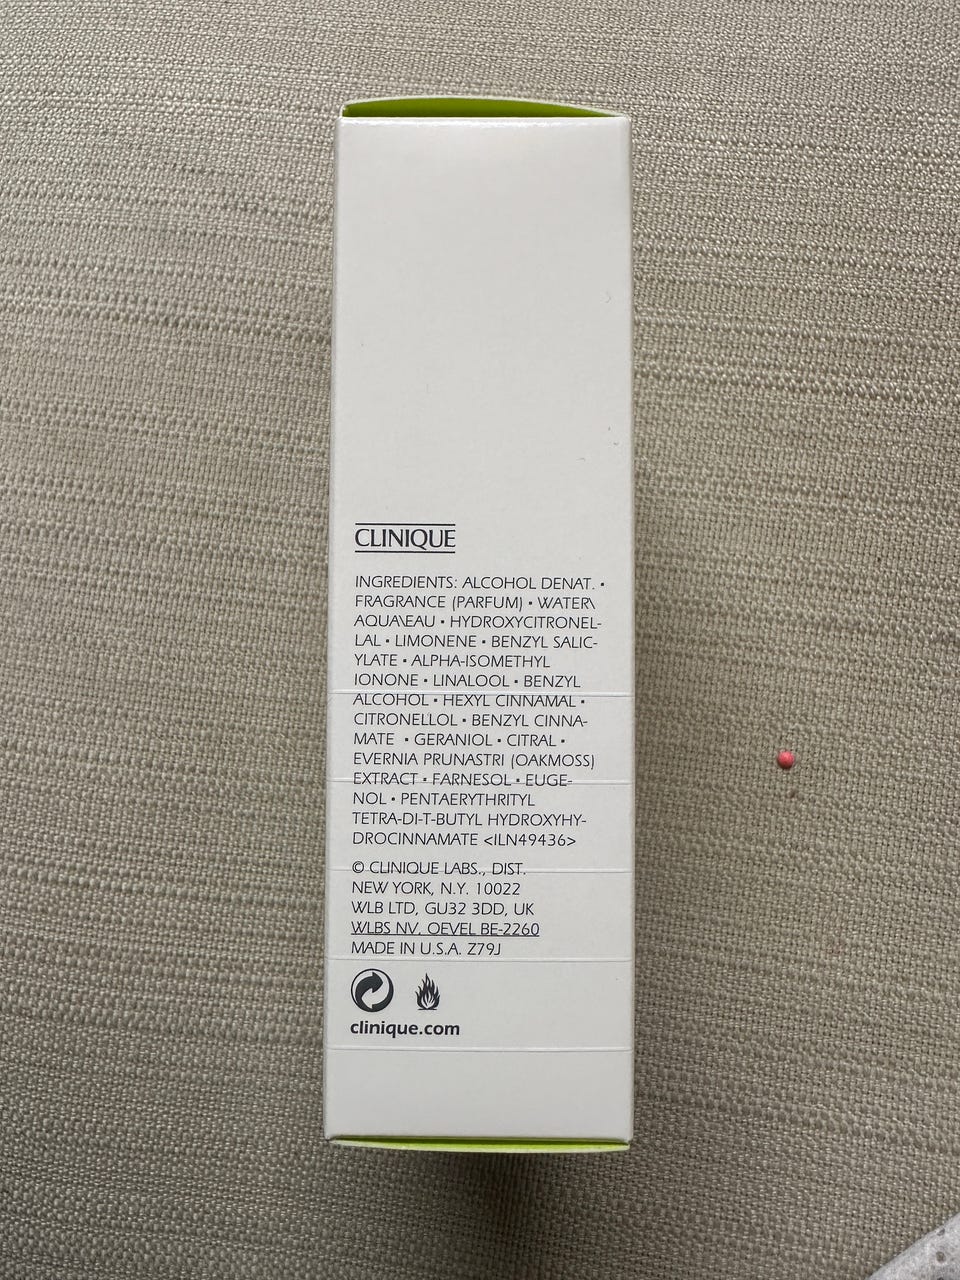 CLINIQUE
INGREDIENTS: ALCOHOL DENAT. •
FRAGRANCE (PARFUM) • WATER\
AQUA\EAU • HYDROXYCITRONEL-
LAL • LIMONENE • BENZYL SALIC-
YLATE • ALPHA-ISOMETHYL
IONONE • LINALOOL • BENZYL
ALCOHOL • HEXYL CINNAMAL •
CITRONELLOL • BENZYL CINNA-
MATE • GERANIOL • CITRAL •
EVERNIA PRUNASTRI (OAKMOSS)
EXTRACT • FARNESOL • EUGE-
NOL • PENTAERYTHRITYL
TETRA-DI-T-BUTYL HYDROXYHY-
DROCINNAMATE <ILN49436>
© CLINIQUE LABS., DIST.
NEW YORK, N.Y. 10022
WLB LTD, GU32 3DD, UK
WLBS NV, OEVEL BE-2260
MADE IN U.S.A. Z79J
clinique.com